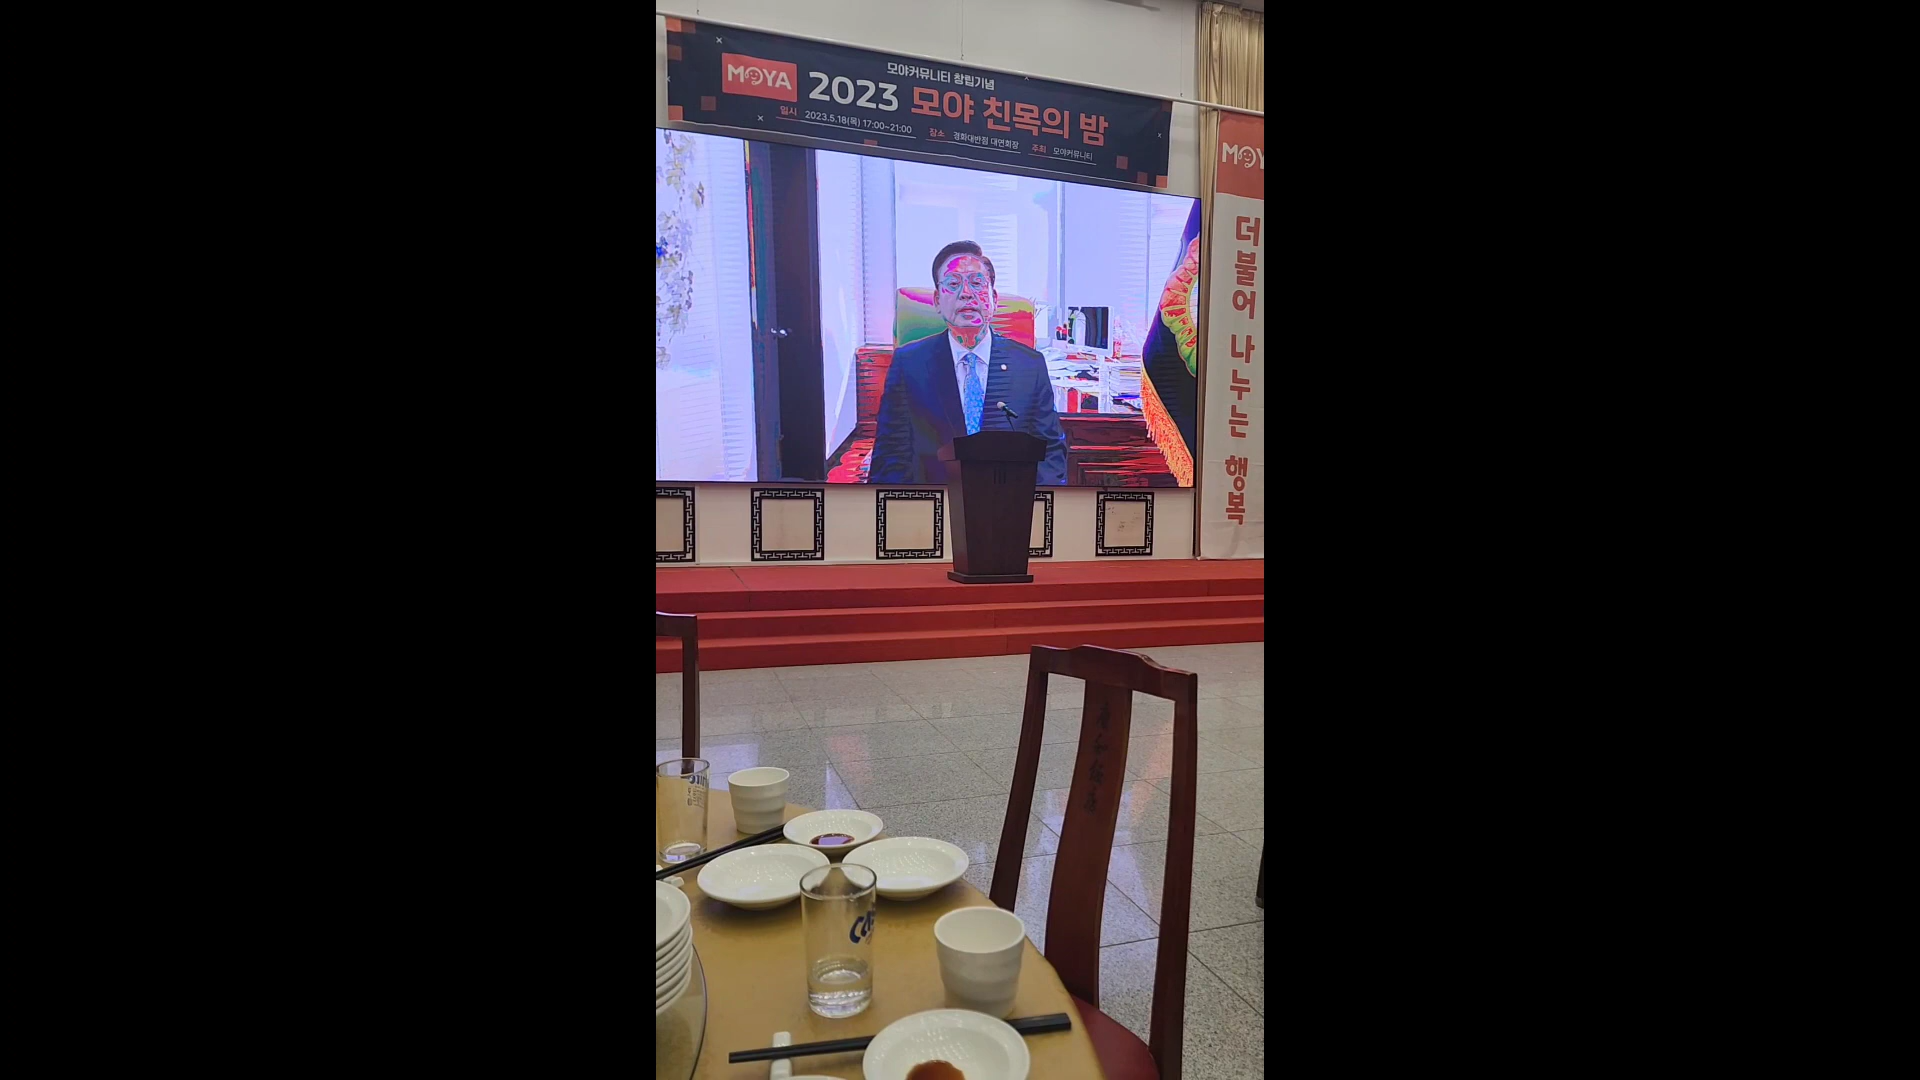 모야커뮤니티 창립기념
MOYA 2023 모야 친목의 밤
일시 2023.5.18(목) 17:00~21:00 장소 경화대반점 대연회장 주최 모야커뮤니티
더불어 나누는 행복